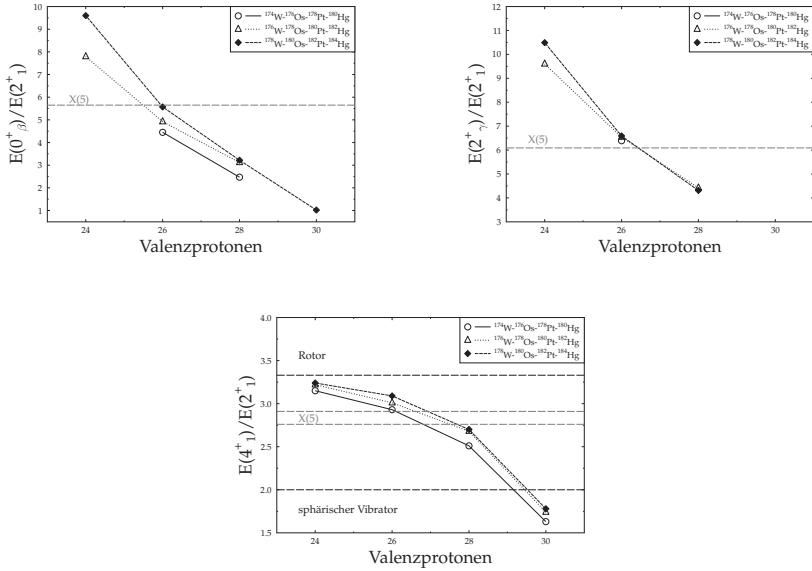 10
9
8
7
6
5
4
3
2
1
24
26
28
30
E(0⁺β)/E(2⁺₁)
Valenzprotonen
X(5)
¹⁷⁴W-¹⁷⁶Os-¹⁷⁸Pt-¹⁸⁰Hg
¹⁷⁶W-¹⁷⁸Os-¹⁸⁰Pt-¹⁸²Hg
¹⁷⁸W-¹⁸⁰Os-¹⁸²Pt-¹⁸⁴Hg
12
11
10
9
8
7
6
5
4
3
24
26
28
30
E(2⁺γ)/E(2⁺₁)
Valenzprotonen
X(5)
¹⁷⁴W-¹⁷⁶Os-¹⁷⁸Pt-¹⁸⁰Hg
¹⁷⁶W-¹⁷⁸Os-¹⁸⁰Pt-¹⁸²Hg
¹⁷⁸W-¹⁸⁰Os-¹⁸²Pt-¹⁸⁴Hg
4.0
3.5
3.0
2.5
2.0
1.5
24
26
28
30
E(4⁺₁)/E(2⁺₁)
Valenzprotonen
Rotor
X(5)
sphärischer Vibrator
¹⁷⁴W-¹⁷⁶Os-¹⁷⁸Pt-¹⁸⁰Hg
¹⁷⁶W-¹⁷⁸Os-¹⁸⁰Pt-¹⁸²Hg
¹⁷⁸W-¹⁸⁰Os-¹⁸²Pt-¹⁸⁴Hg